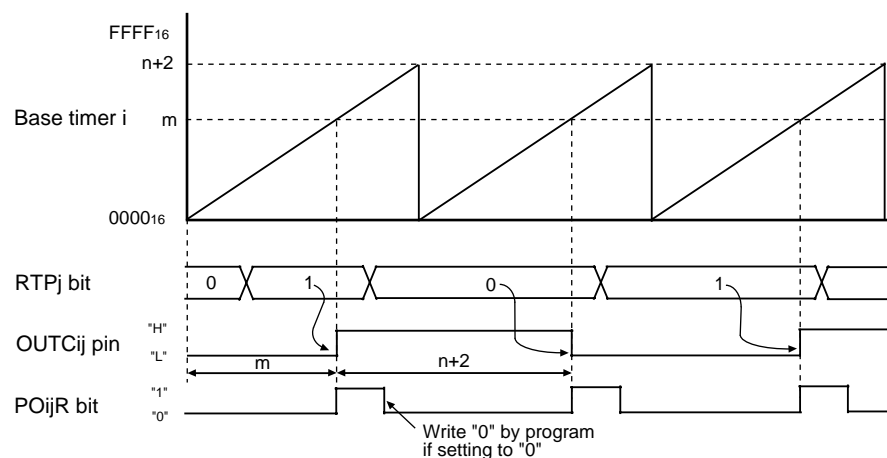 FFFF16
n+2
Base timer i
m
000016
RTPj bit
0 1 0 1
OUTCij pin
"H"
"L"
m
n+2
POijR bit
"1"
"0"
Write "0" by program
if setting to "0"